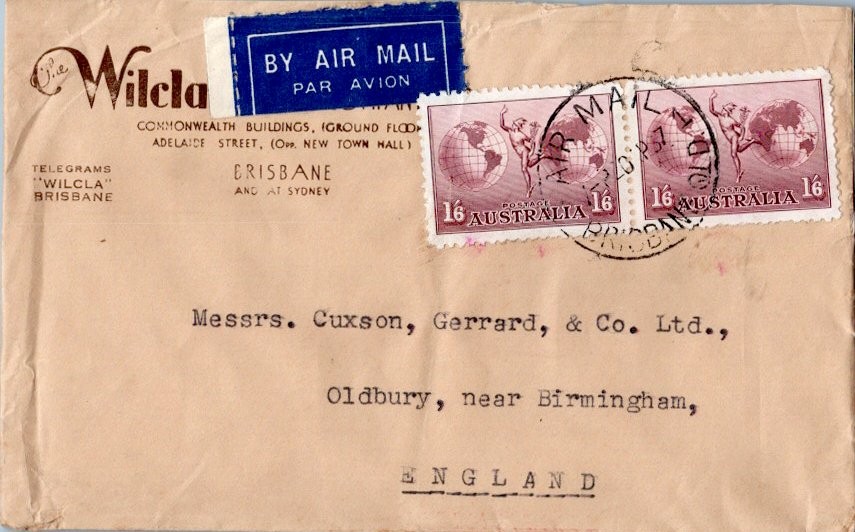 The Wilcla
BY AIR MAIL
PAR AVION
COMMONWEALTH BUILDINGS, (GROUND FLOO
ADELAIDE STREET, (OPP. NEW TOWN HALL)
TELEGRAMS
"WILCLA"
BRISBANE
BRISBANE
AND AT SYDNEY
1/6 POSTAGE AUSTRALIA 1/6
1/6 POSTAGE AUSTRALIA 1/6
AIR MAIL
BRISBANE
Messrs. Cuxson, Gerrard, & Co. Ltd.,
Oldbury, near Birmingham,
ENGLAND